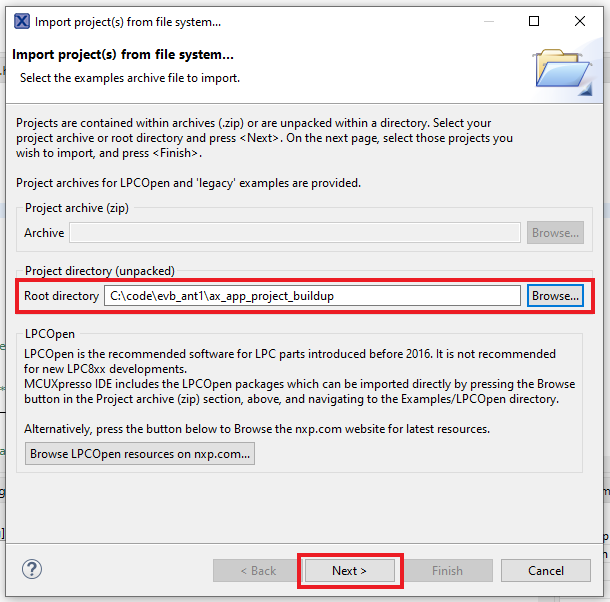 Import project(s) from file system...
Import project(s) from file system...
Select the examples archive file to import.
Projects are contained within archives (.zip) or are unpacked within a directory. Select your
project archive or root directory and press <Next>. On the next page, select those projects you
wish to import, and press <Finish>.
Project archives for LPCOpen and 'legacy' examples are provided.
Project archive (zip)
Archive
Browse...
Project directory (unpacked)
Root directory C:\code\evb_ant1\ax_app_project_buildup Browse...
LPCOpen
LPCOpen is the recommended software for LPC parts introduced before 2016. It is not recommended
for new LPC8xx developments.
MCUXpresso IDE includes the LPCOpen packages which can be imported directly by pressing the Browse
button in the Project archive (zip) section, above, and navigating to the Examples/LPCOpen directory.
Alternatively, press the button below to Browse the nxp.com website for latest resources.
Browse LPCOpen resources on nxp.com...
? < Back Next > Finish Cancel